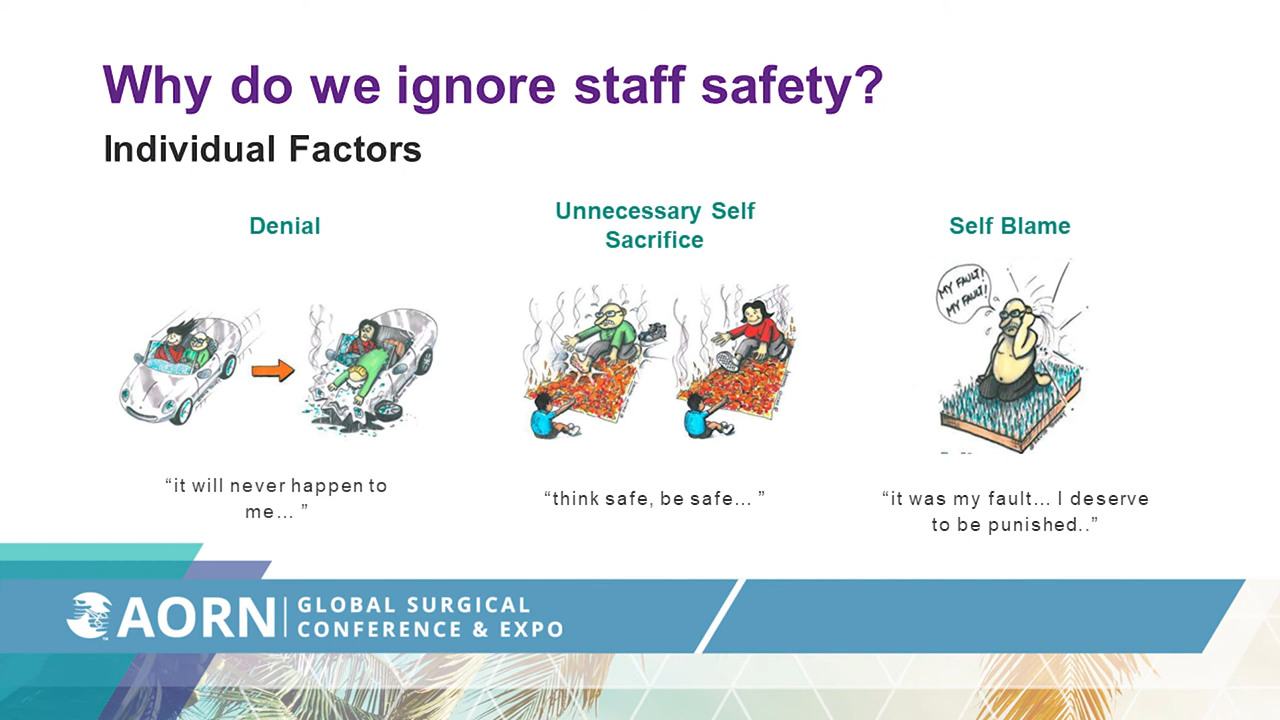 Why do we ignore staff safety?
Individual Factors
Denial
Unnecessary Self
Sacrifice
Self Blame
MY FAULT!
MY FAULT!
“it will never happen to
me... ”
“think safe, be safe... ”
“it was my fault... I deserve
to be punished..”
AORN
GLOBAL SURGICAL
CONFERENCE & EXPO